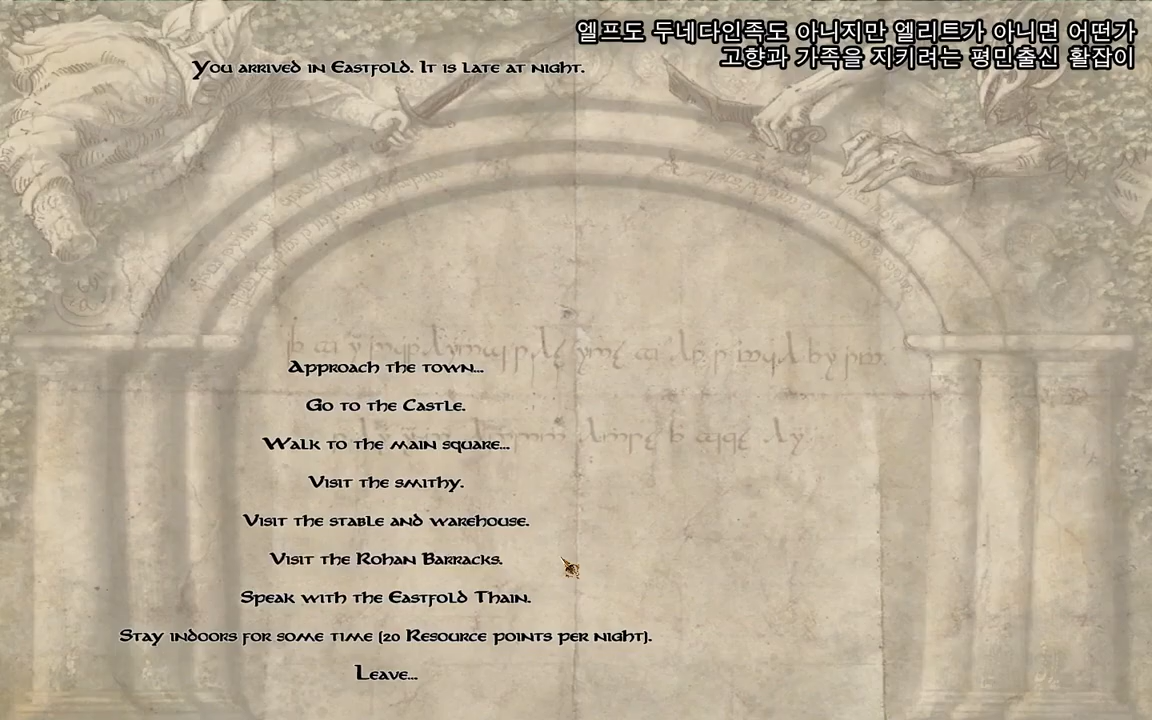 엘프도 두네다인족도 아니지만 엘리트가 아니면 어떤가
고향과 가족을 지키려는 평민출신 활잡이
You arrived in Eastfold. It is late at night.
Approach the town...
Go to the Castle.
Walk to the main square...
Visit the smithy.
Visit the stable and warehouse.
Visit the Rohan Barracks.
Speak with the Eastfold Thain.
Stay indoors for some time (20 Resource points per night).
Leave...